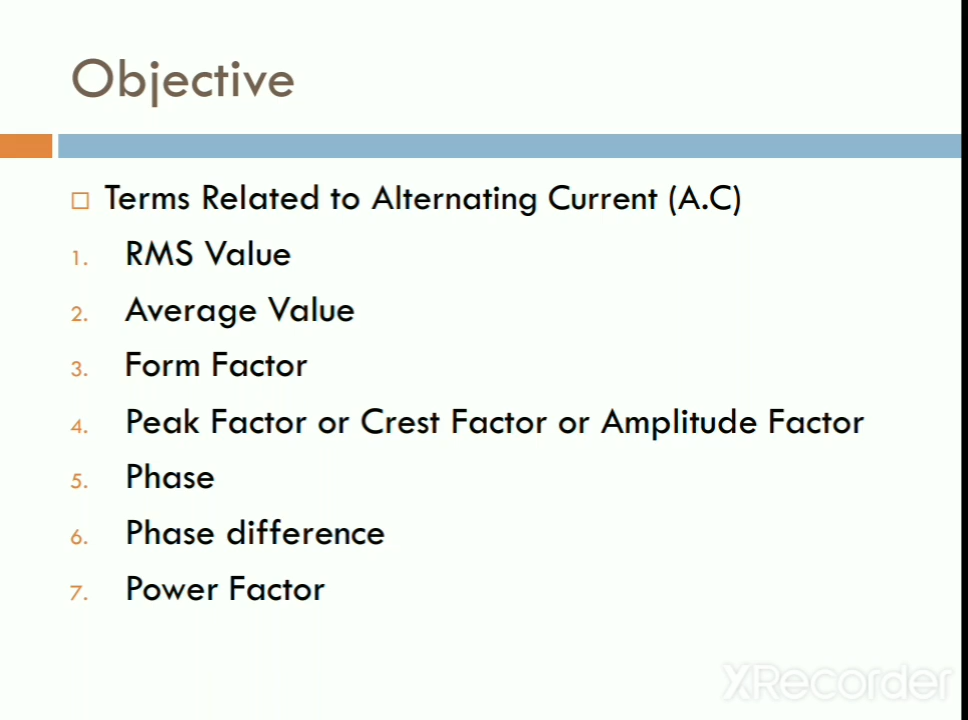 Objective
Terms Related to Alternating Current (A.C)
1. RMS Value
2. Average Value
3. Form Factor
4. Peak Factor or Crest Factor or Amplitude Factor
5. Phase
6. Phase difference
7. Power Factor
XRecorder